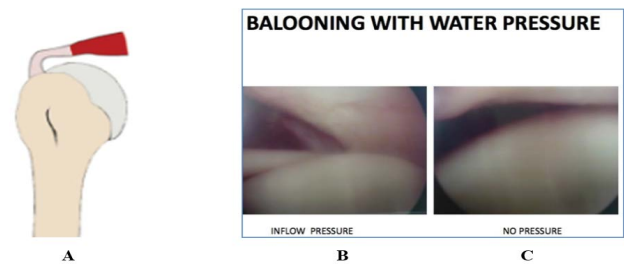 BALOONING WITH WATER PRESSURE
INFLOW PRESSURE
NO PRESSURE
A
B
C